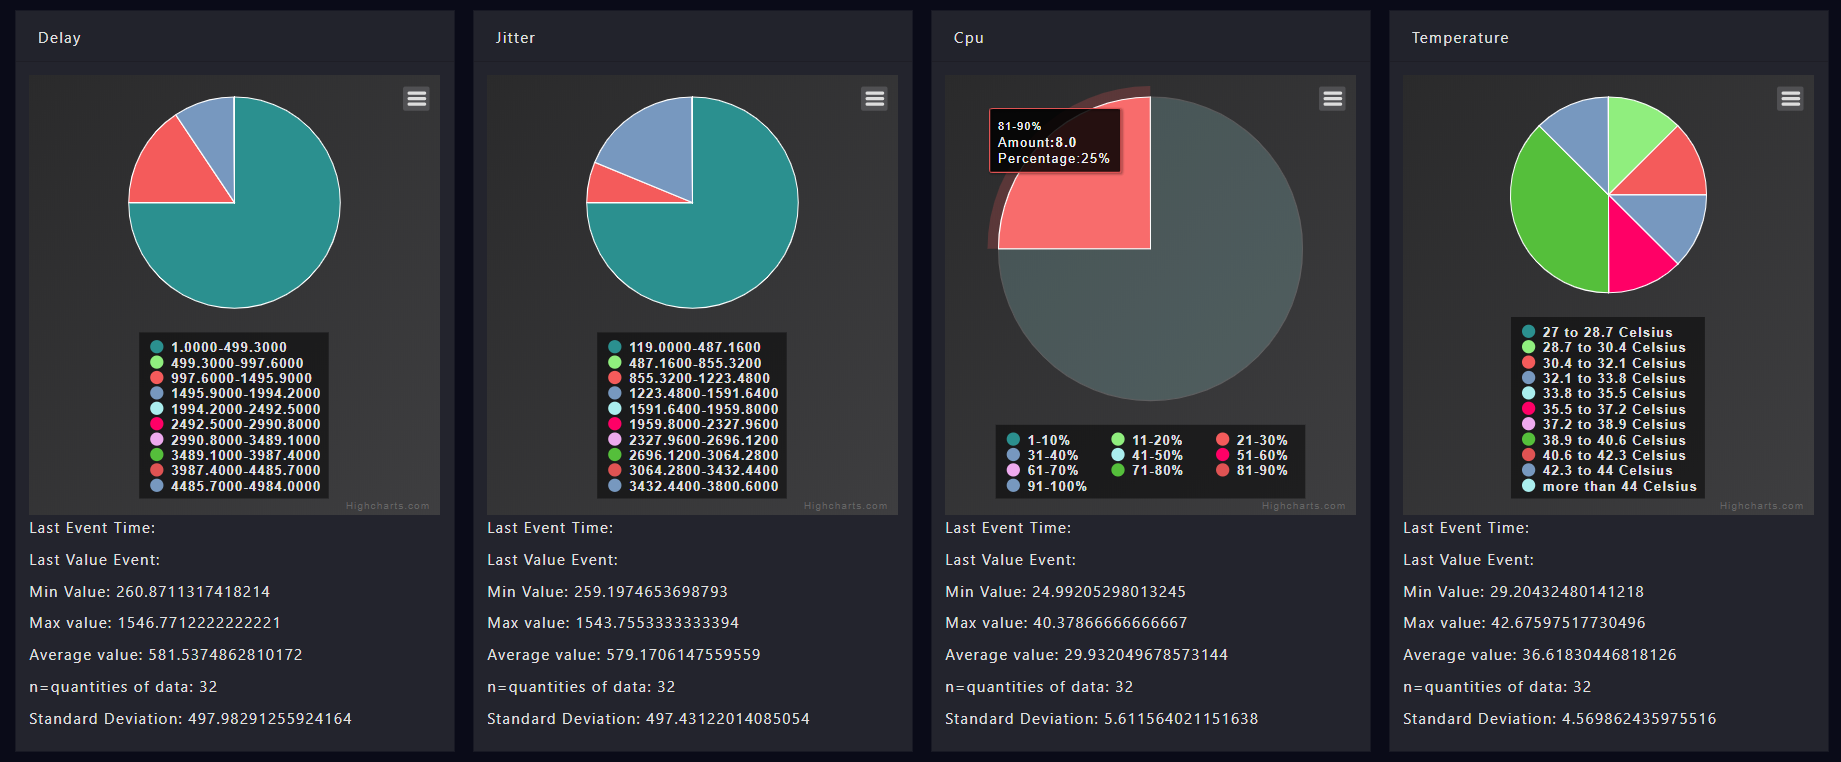 Delay
1.0000-499.3000
499.3000-997.6000
997.6000-1495.9000
1495.9000-1994.2000
1994.2000-2492.5000
2492.5000-2990.8000
2990.8000-3489.1000
3489.1000-3987.4000
3987.4000-4485.7000
4485.7000-4984.0000
Highcharts.com
Last Event Time:
Last Value Event:
Min Value: 260.8711317418214
Max value: 1546.7712222222221
Average value: 581.5374862810172
n=quantities of data: 32
Standard Deviation: 497.98291255924164
Jitter
119.0000-487.1600
487.1600-855.3200
855.3200-1223.4800
1223.4800-1591.6400
1591.6400-1959.8000
1959.8000-2327.9600
2327.9600-2696.1200
2696.1200-3064.2800
3064.2800-3432.4400
3432.4400-3800.6000
Highcharts.com
Last Event Time:
Last Value Event:
Min Value: 259.1974653698793
Max value: 1543.7553333333394
Average value: 579.1706147559559
n=quantities of data: 32
Standard Deviation: 497.43122014085054
Cpu
81-90%
Amount:8.0
Percentage:25%
1-10% 11-20% 21-30%
31-40% 41-50% 51-60%
61-70% 71-80% 81-90%
91-100%
Highcharts.com
Last Event Time:
Last Value Event:
Min Value: 24.99205298013245
Max value: 40.37866666666667
Average value: 29.932049678573144
n=quantities of data: 32
Standard Deviation: 5.611564021151638
Temperature
27 to 28.7 Celsius
28.7 to 30.4 Celsius
30.4 to 32.1 Celsius
32.1 to 33.8 Celsius
33.8 to 35.5 Celsius
35.5 to 37.2 Celsius
37.2 to 38.9 Celsius
38.9 to 40.6 Celsius
40.6 to 42.3 Celsius
42.3 to 44 Celsius
more than 44 Celsius
Highcharts.com
Last Event Time:
Last Value Event:
Min Value: 29.20432480141218
Max value: 42.67597517730496
Average value: 36.61830446818126
n=quantities of data: 32
Standard Deviation: 4.569862435975516